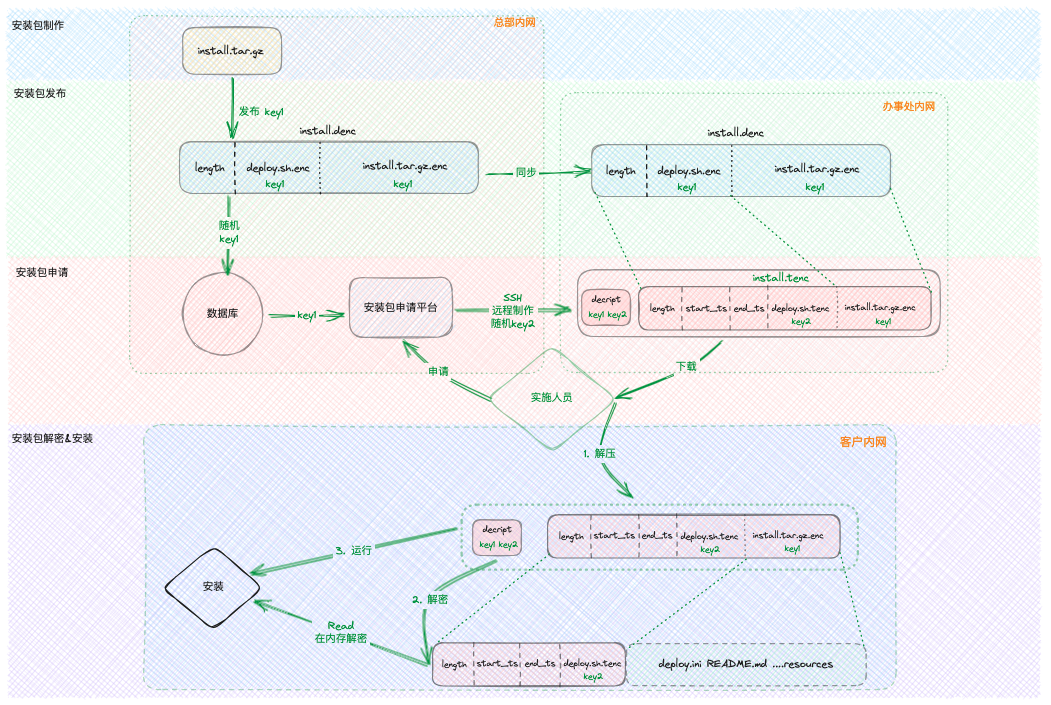 安装包制作
总部内网
install.tar.gz
安装包发布
发布 key1
办事处内网
install.denc
length
deploy.sh.enc
key1
install.tar.gz.enc
key1
同步
install.denc
length
deploy.sh.enc
key1
install.tar.gz.enc
key1
随机
key1
安装包申请
数据库
key1
安装包申请平台
SSH
远程制作
随机key2
install.tenc
decript
key1 key2
length
start_ts
end_ts
deploy.sh.tenc
key2
install.tar.gz.enc
key1
申请
下载
实施人员
安装包解密&安装
客户内网
1. 解压
decript
key1 key2
length
start_ts
end_ts
deploy.sh.tenc
key2
install.tar.gz.enc
key1
3. 运行
安装
2. 解密
Read
在内存解密
length
start_ts
end_ts
deploy.sh.tenc
key2
deploy.ini README.md ....resources